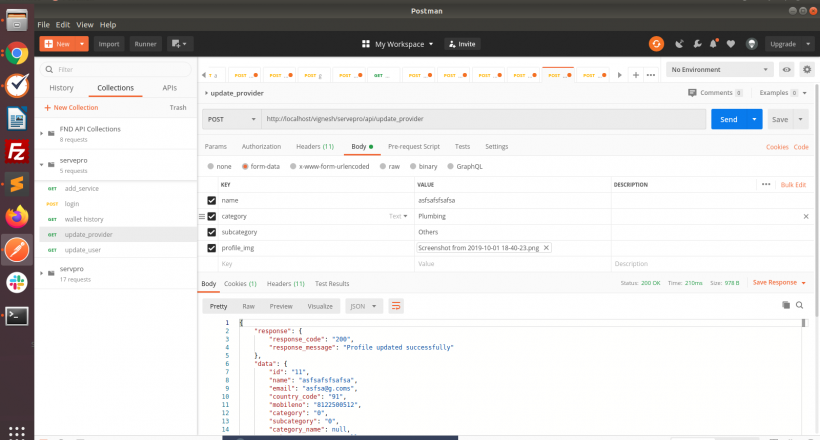 Postman
File Edit View Help
New Import Runner My Workspace Invite Upgrade
Filter
History Collections APIs
+ New Collection Trash
FND API Collections
8 requests
servepro
5 requests
GET add_service
POST login
GET wallet history
GET update_provider
GET update_user
servpro
17 requests
POST ... POST ... POST g POST ... GET ... POST ... POST ... POST ... POST ... POST ... POST ... + ...
No Environment
update_provider Comments 0 Examples 0
POST http://localhost/vignesh/servepro/api/update_provider Send Save
Params Authorization Headers (11) Body Pre-request Script Tests Settings Cookies Code
none form-data x-www-form-urlencoded raw binary GraphQL
KEY VALUE DESCRIPTION ... Bulk Edit
name asfsafsfsafsa
category Text Plumbing
subcategory Others
profile_img Screenshot from 2019-10-01 18-40-23.png
Key Value Description
Body Cookies (1) Headers (11) Test Results Status: 200 OK Time: 210ms Size: 978 B Save Response
Pretty Raw Preview Visualize JSON
1 {
2 "response": {
3 "response_code": "200",
4 "response_message": "Profile updated successfully"
5 },
6 "data": {
7 "id": "11",
8 "name": "asfsafsfsafsa",
9 "email": "asfsa@g.coms",
10 "country_code": "91",
11 "mobileno": "8122500512",
12 "category": "0",
13 "subcategory": "0",
14 "category_name": null,